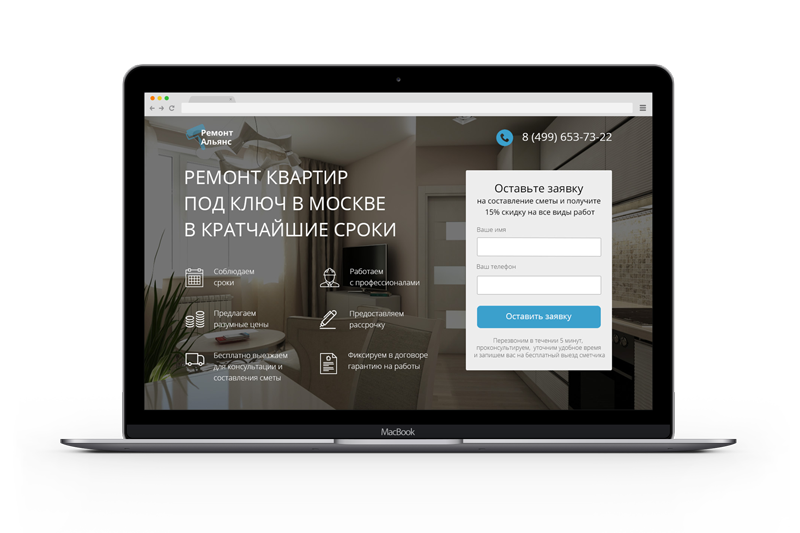 Ремонт
Альянс
8 (499) 653-73-22
РЕМОНТ КВАРТИР
ПОД КЛЮЧ В МОСКВЕ
В КРАТЧАЙШИЕ СРОКИ
Соблюдаем
сроки
Работаем
с профессионалами
Предлагаем
разумные цены
Предоставляем
рассрочку
Бесплатно выезжаем
для консультации и
составления сметы
Фиксируем в договоре
гарантию на работы
Оставьте заявку
на составление сметы и получите
15% скидку на все виды работ
Ваше имя
Ваш телефон
Оставить заявку
Перезвоним в течении 5 минут,
проконсультируем, уточним удобное время
и запишем вас на бесплатный выезд сметчика
MacBook